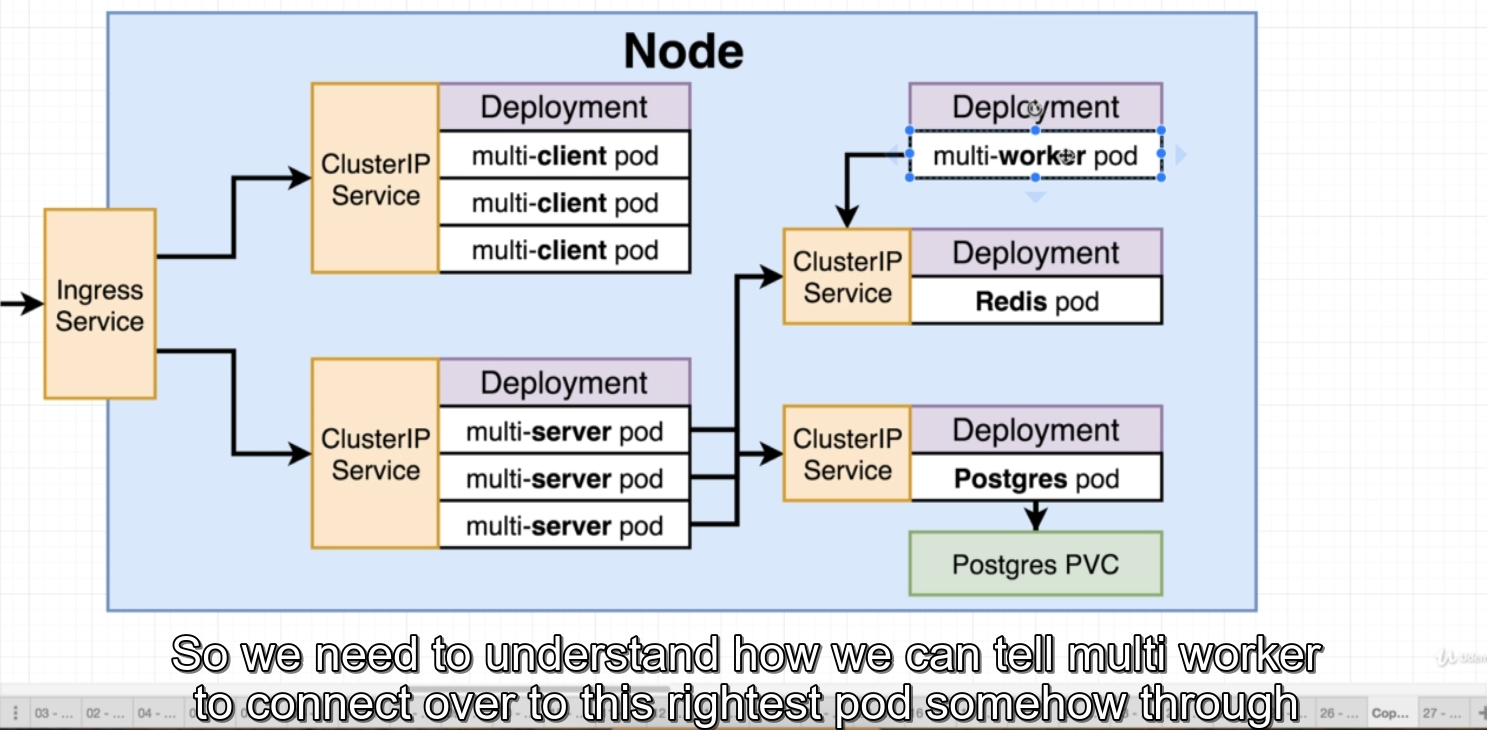 Node
Deployment
ClusterIP
Service
multi-client pod
multi-client pod
multi-client pod
Deployment
multi-worker pod
Ingress
Service
ClusterIP
Service
Deployment
Redis pod
ClusterIP
Service
Deployment
multi-server pod
multi-server pod
multi-server pod
ClusterIP
Service
Deployment
Postgres pod
Postgres PVC
So we need to understand how we can tell multi worker
to connect over to this rightest pod somehow through
03 - ...
02 - ...
04 - ...
26 - ...
Cop...
27 - ...